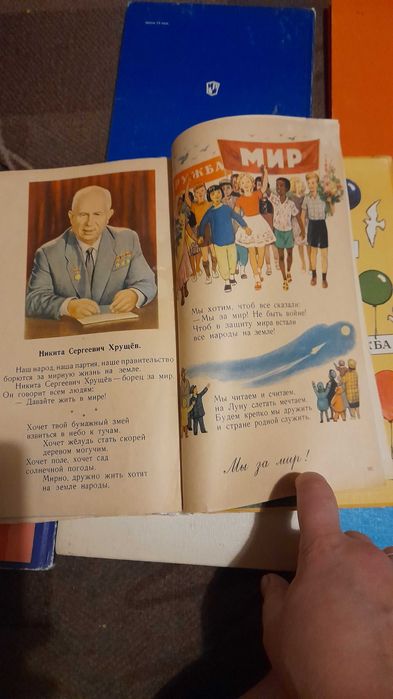 Никита Сергеевич Хрущёв.
Наш народ, наша партия, наше правительство
борются за мирную жизнь на земле.
Никита Сергеевич Хрущёв — борец за мир.
Он говорит всем людям:
— Давайте жить в мире!
Хочет твой бумажный змей
взвиться в небо к тучам.
Хочет жёлудь стать скорей
деревом могучим.
Хочет поле, хочет сад
солнечной погоды.
Мирно, дружно жить хотят
на земле народы.
РУЖБА
МИР
Мы хотим, чтоб все сказали:
— Мы за мир! Не быть войне!
Чтоб в защиту мира встали
все народы на земле!
Мы читаем и считаем,
на Луну слетать мечтаем.
Будем крепко мы дружить
и стране родной служить.
Мы за мир!
ЖБА